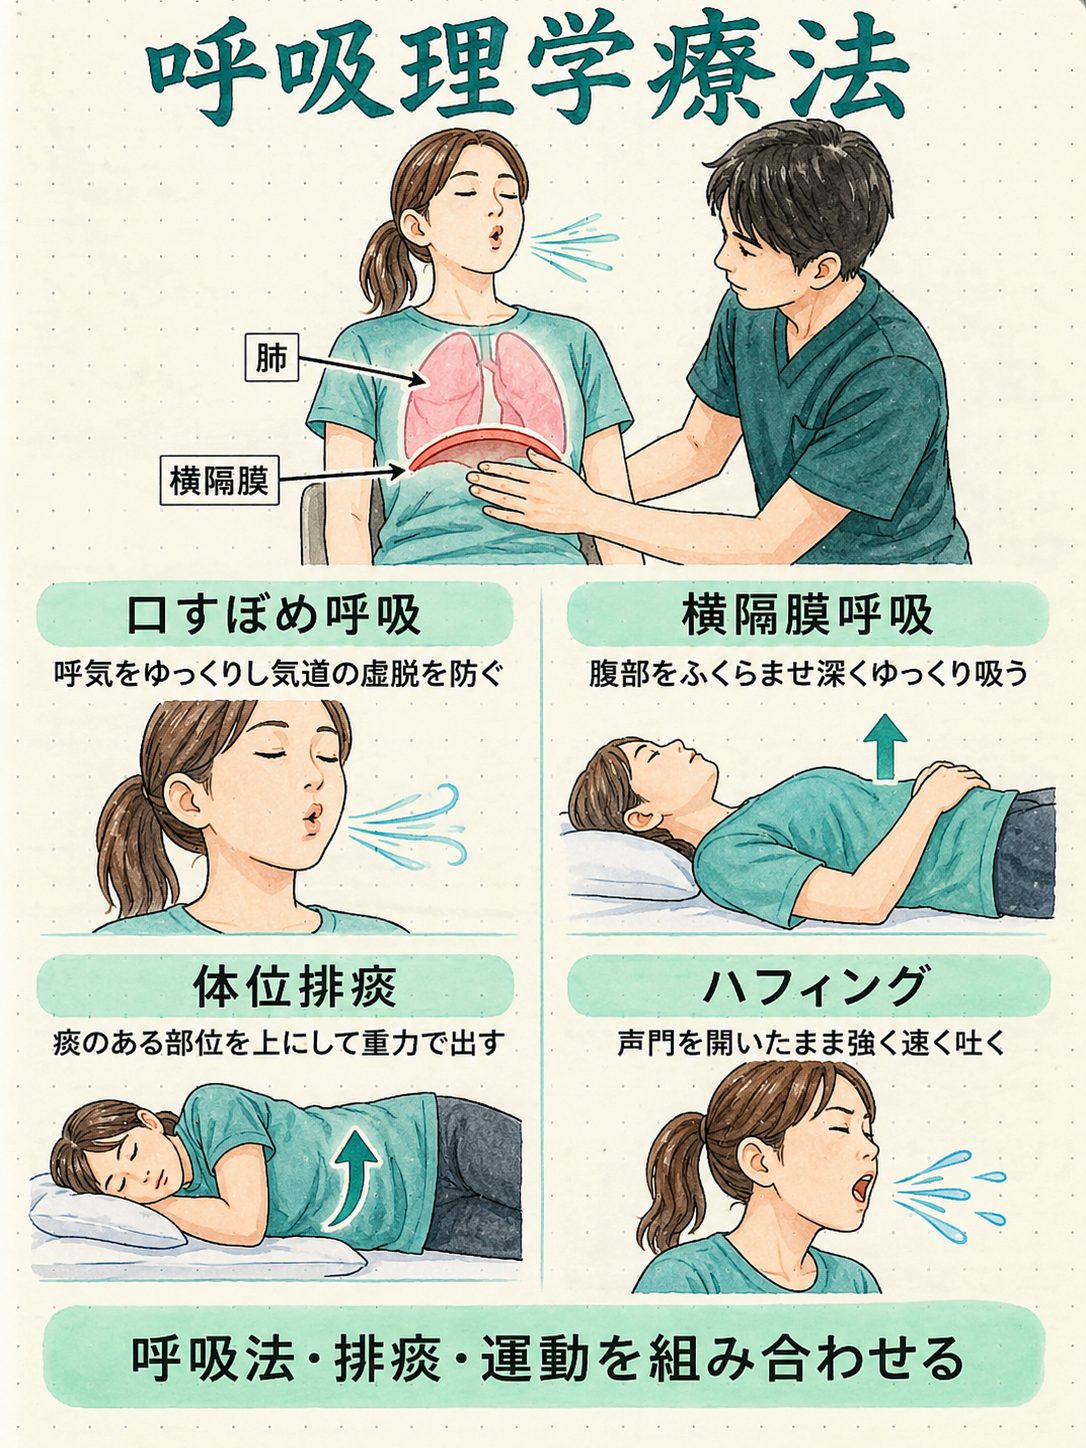 呼吸理学療法
肺
横隔膜
口すぼめ呼吸
呼気をゆっくりし気道の虚脱を防ぐ
横隔膜呼吸
腹部をふくらませ深くゆっくり吸う
体位排痰
痰のある部位を上にして重力で出す
ハフィング
声門を開いたまま強く速く吐く
呼吸法・排痰・運動を組み合わせる